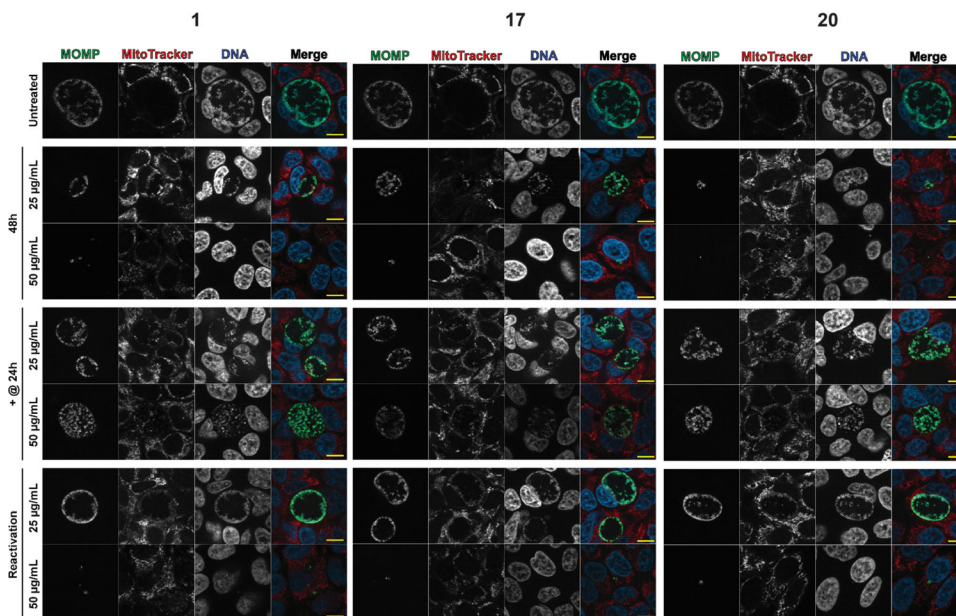 1 17 20
MOMP MitoTracker DNA Merge MOMP MitoTracker DNA Merge MOMP MitoTracker DNA Merge
Untreated
48h
25 µg/mL
50 µg/mL
+ @ 24h
25 µg/mL
50 µg/mL
Reactivation
25 µg/mL
50 µg/mL